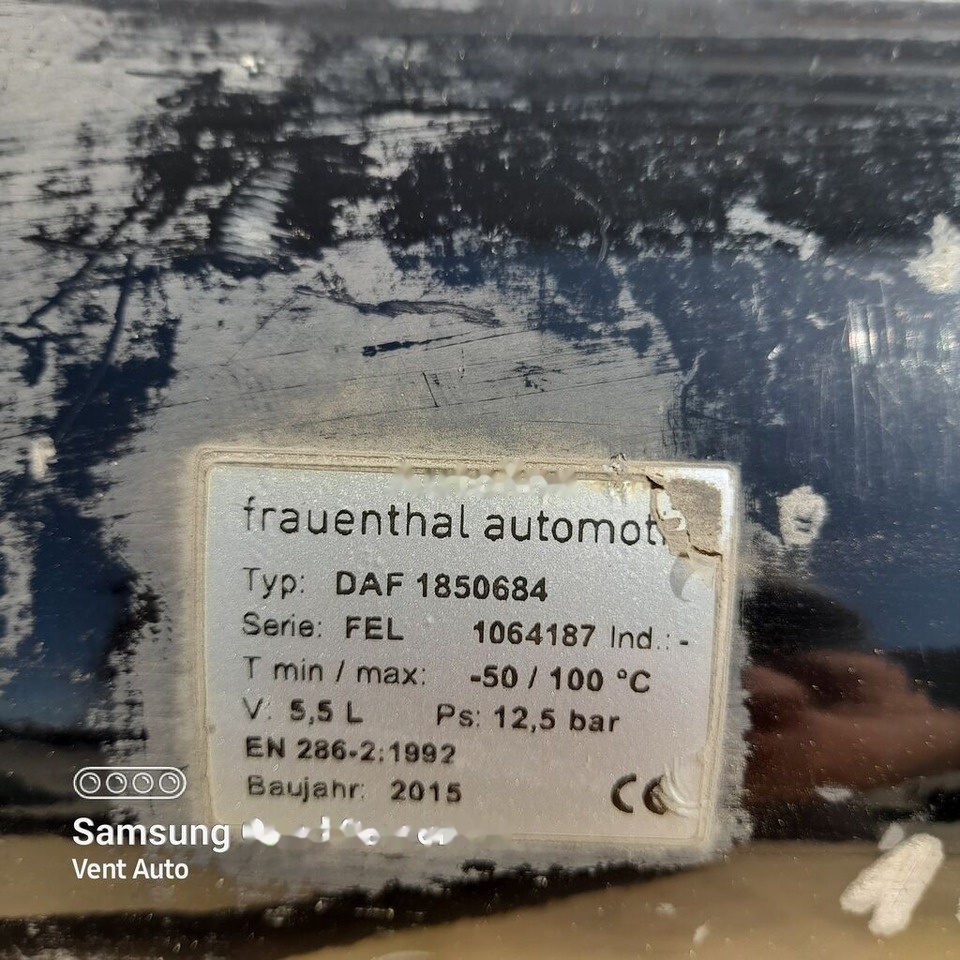 frauenthal automot
Typ: DAF 1850684
Serie: FEL 1064187 Ind.: -
T min / max: -50 / 100 °C
V: 5,5 L Ps: 12,5 bar
EN 286-2:1992
Baujahr: 2015 CE
Samsung
Vent Auto